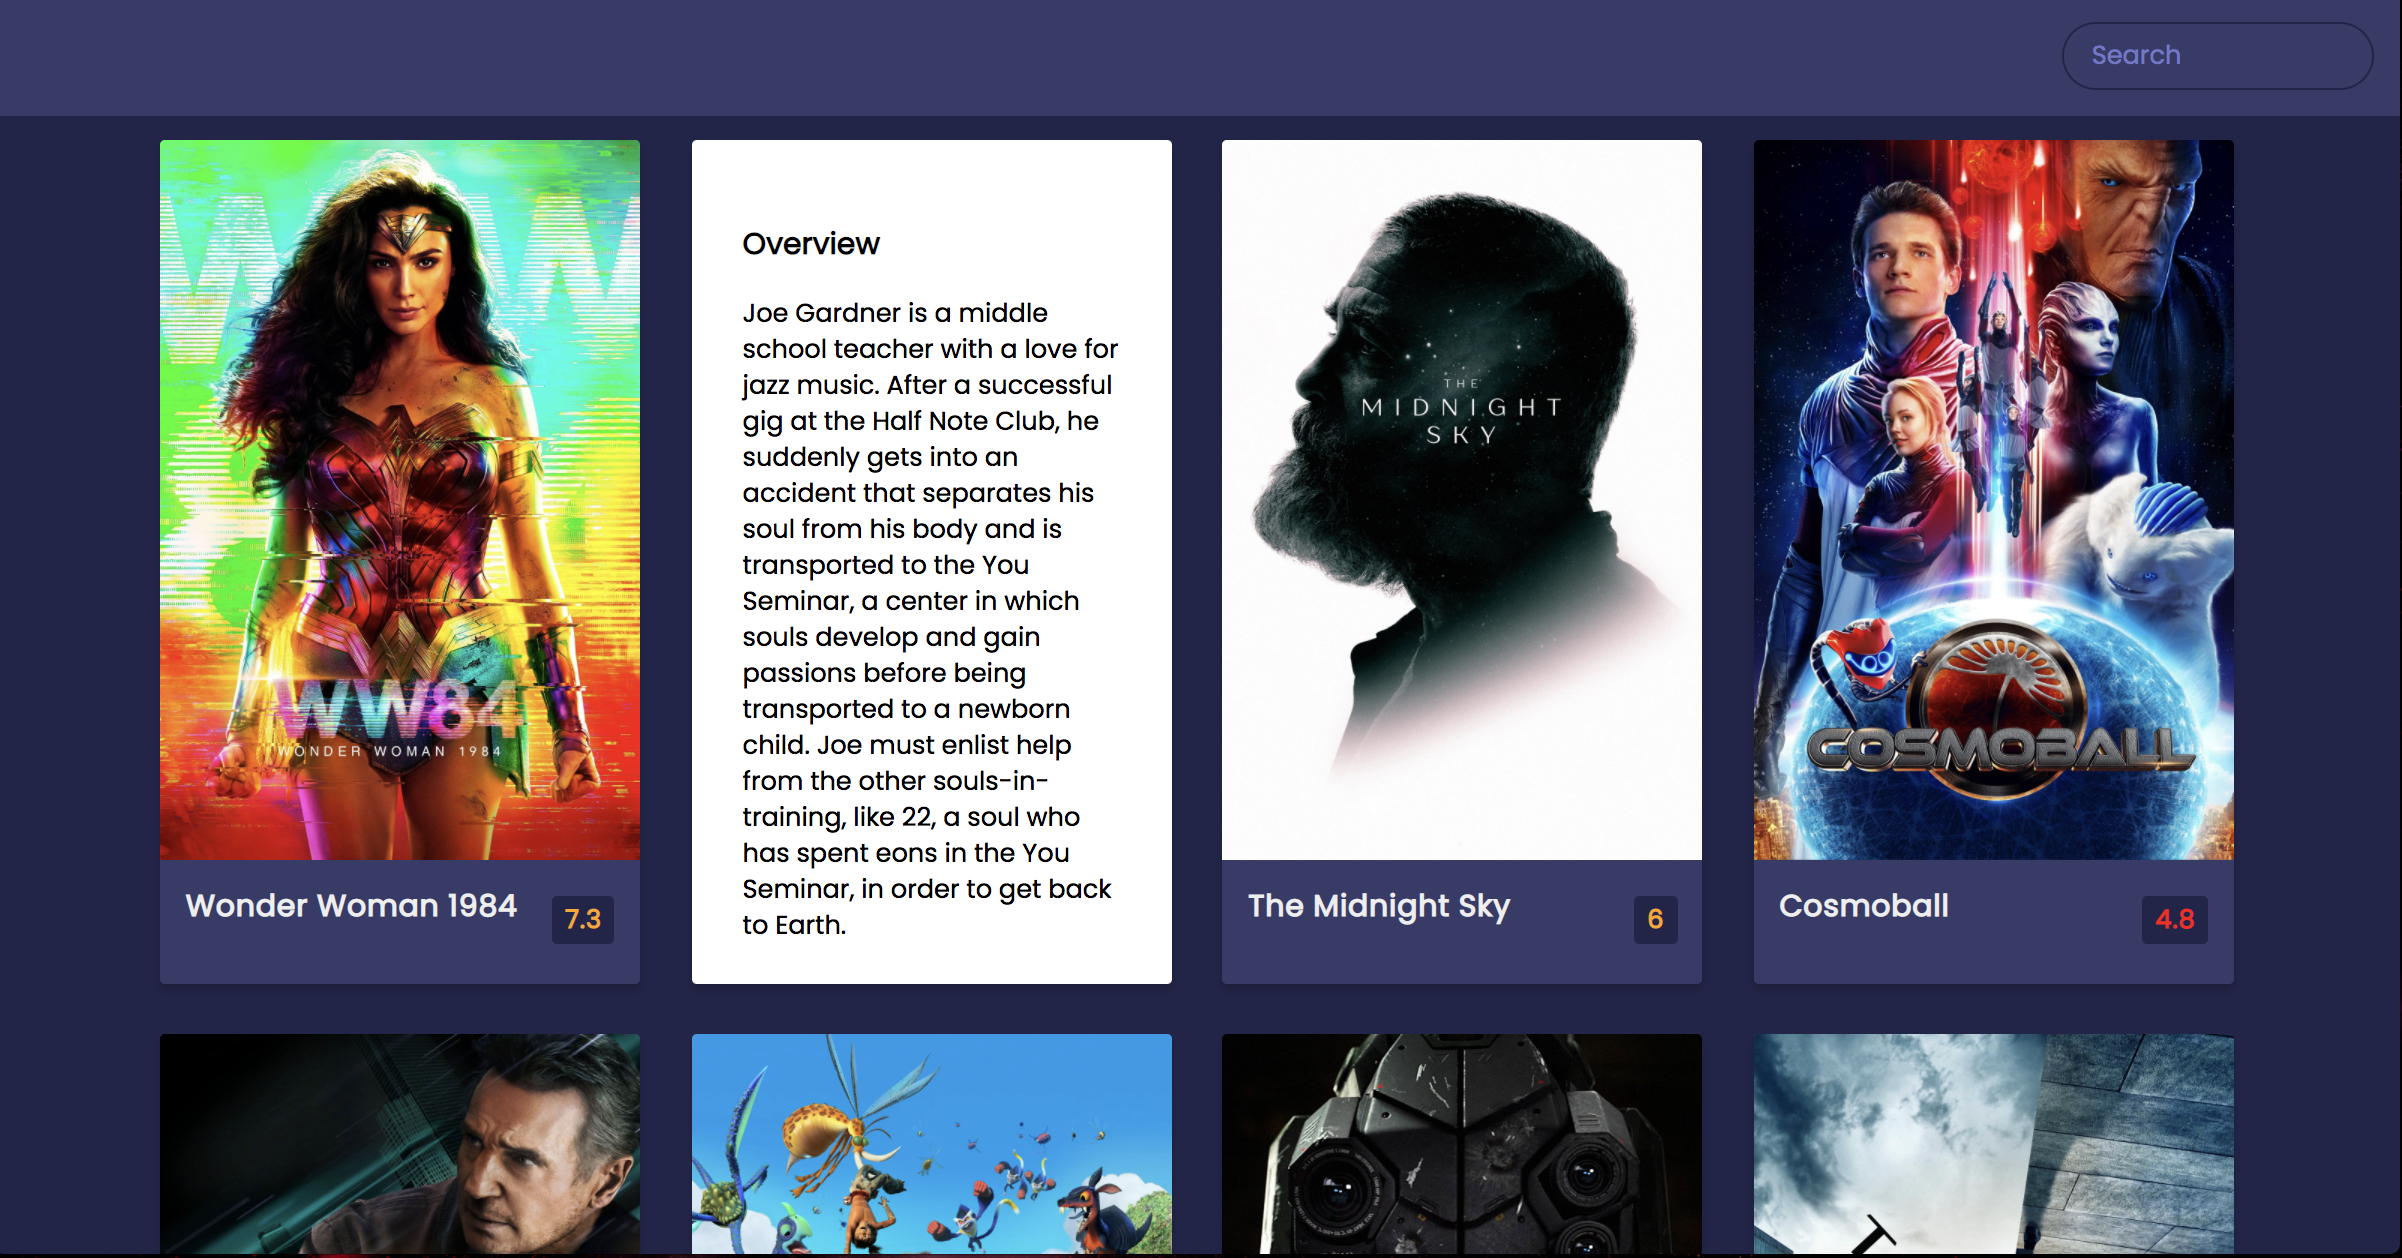 Search
WW
WW84
WONDER WOMAN 1984
Wonder Woman 1984
7.3
Overview
Joe Gardner is a middle
school teacher with a love for
jazz music. After a successful
gig at the Half Note Club, he
suddenly gets into an
accident that separates his
soul from his body and is
transported to the You
Seminar, a center in which
souls develop and gain
passions before being
transported to a newborn
child. Joe must enlist help
from the other souls-in-
training, like 22, a soul who
has spent eons in the You
Seminar, in order to get back
to Earth.
THE
MIDNIGHT
SKY
The Midnight Sky
6
COSMOBALL
Cosmoball
4.8